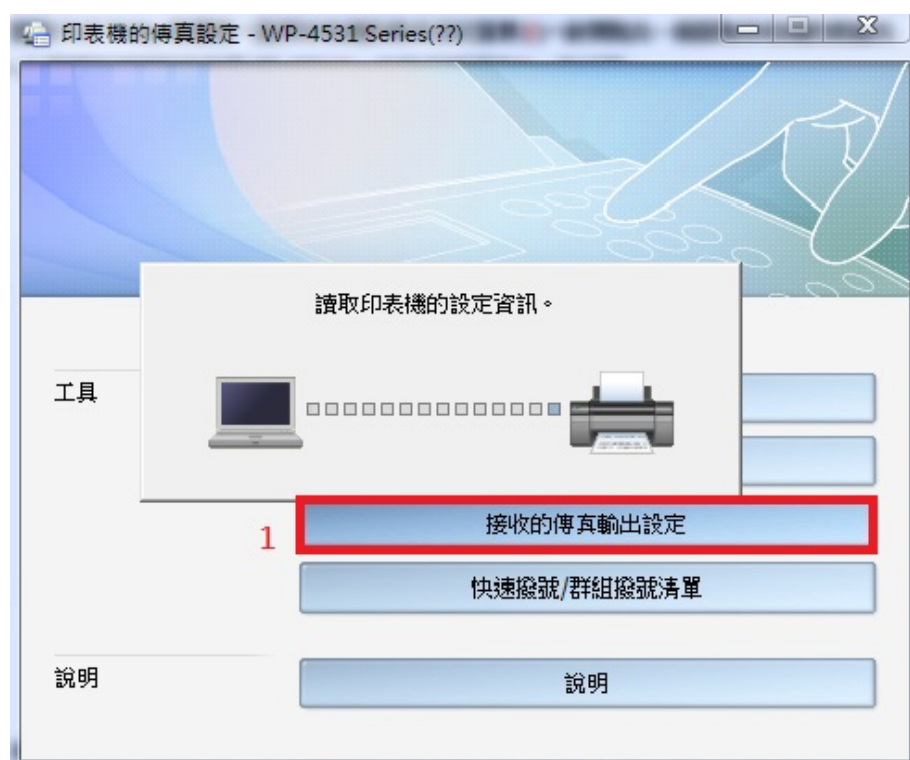 印表機的傳真設定 - WP-4531 Series(??)
讀取印表機的設定資訊。
工具
1
接收的傳真輸出設定
快速撥號/群組撥號清單
說明
說明